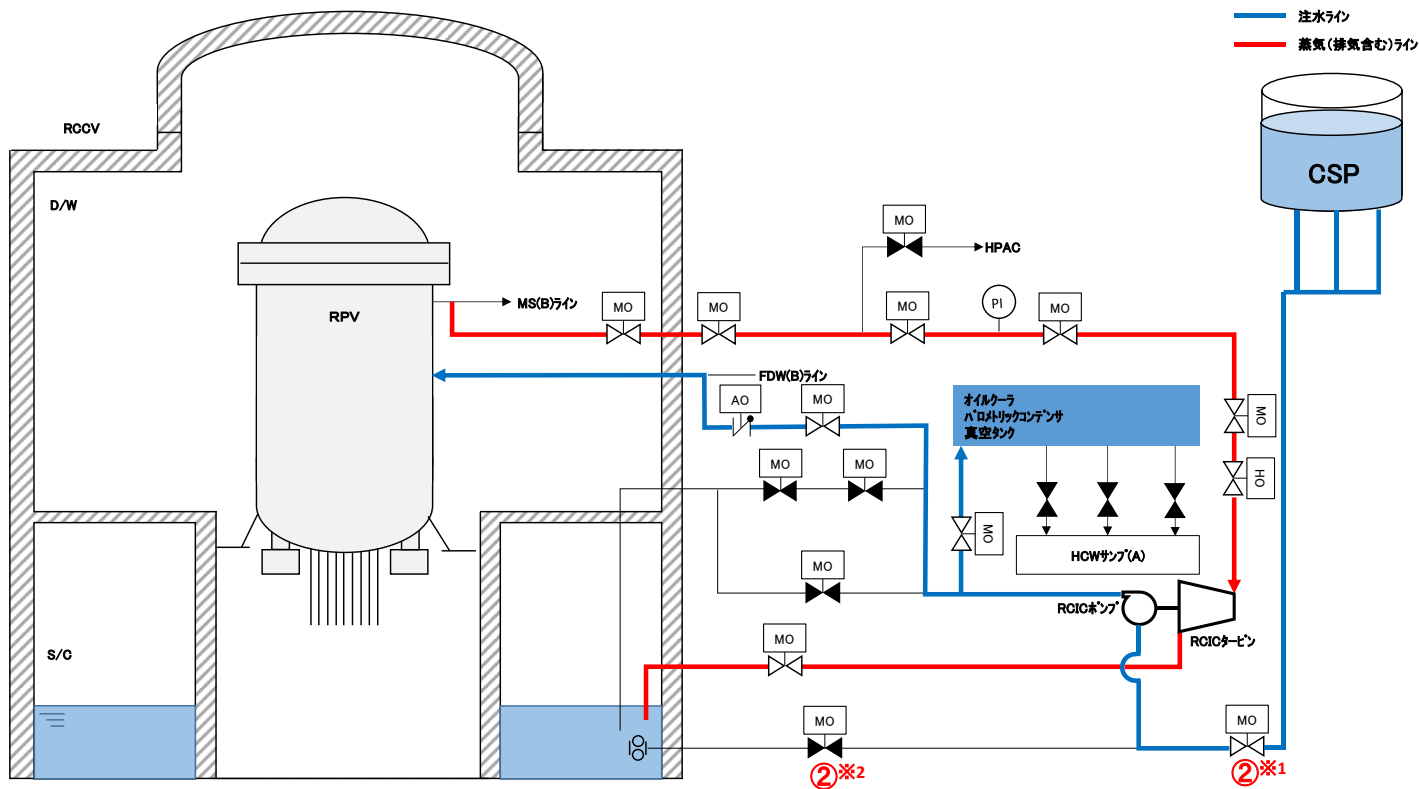 注水ライン
蒸気(排気含む)ライン
CSP
RCCV
D/W
MO
HPAC
RPV
MS(B)ライン
MO
MO
MO
PI
MO
FDW(B)ライン
AO
MO
オイルクーラ
バロメトリックコンデンサ
真空タンク
MO
HO
MO
MO
MO
HCWサンプ(A)
MO
RCICポンプ
RCICタービン
MO
S/C
MO
②※2
MO
②※1